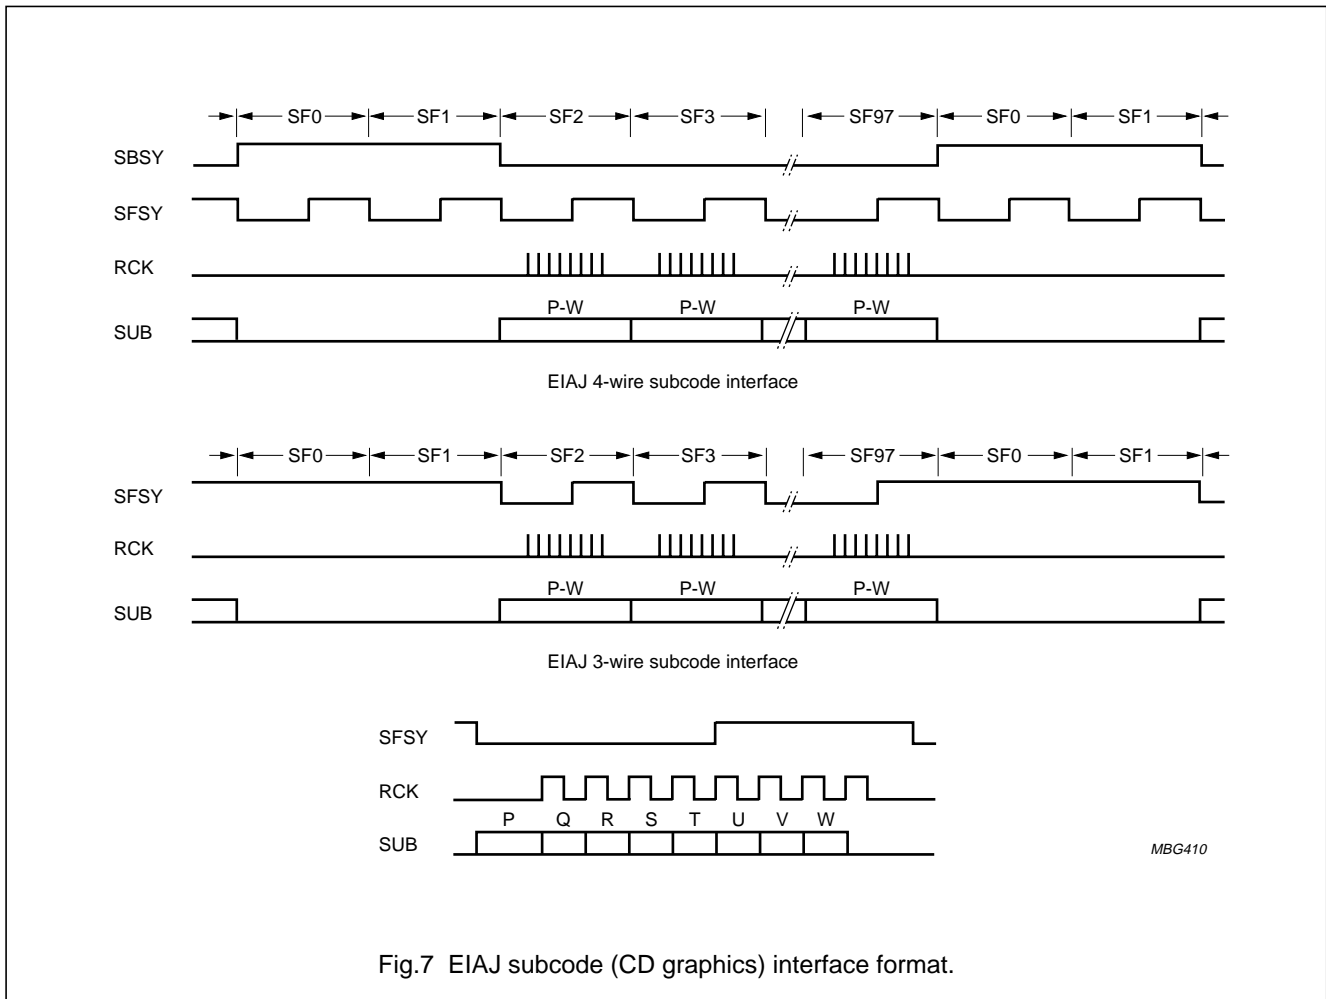 SF0 SF1 SF2 SF3 SF97 SF0 SF1
SBSY
SFSY
RCK
P-W P-W P-W
SUB
EIAJ 4-wire subcode interface
SF0 SF1 SF2 SF3 SF97 SF0 SF1
SFSY
RCK
P-W P-W P-W
SUB
EIAJ 3-wire subcode interface
SFSY
RCK
P Q R S T U V W
SUB
MBG410
Fig.7 EIAJ subcode (CD graphics) interface format.